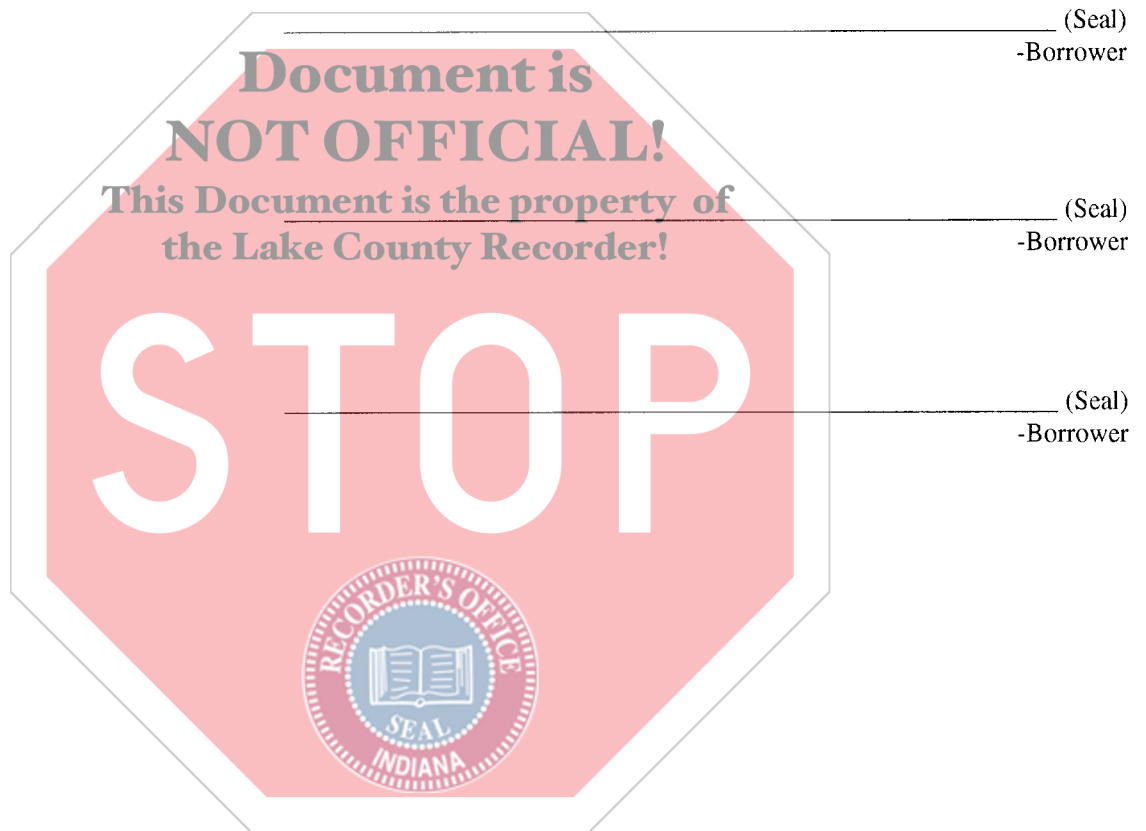 (Seal)
-Borrower
Document is
NOT OFFICIAL!
This Document is the property of
the Lake County Recorder!
(Seal)
-Borrower
STOP
(Seal)
-Borrower
RECORDER'S OFFICE
SEAL
INDIANA